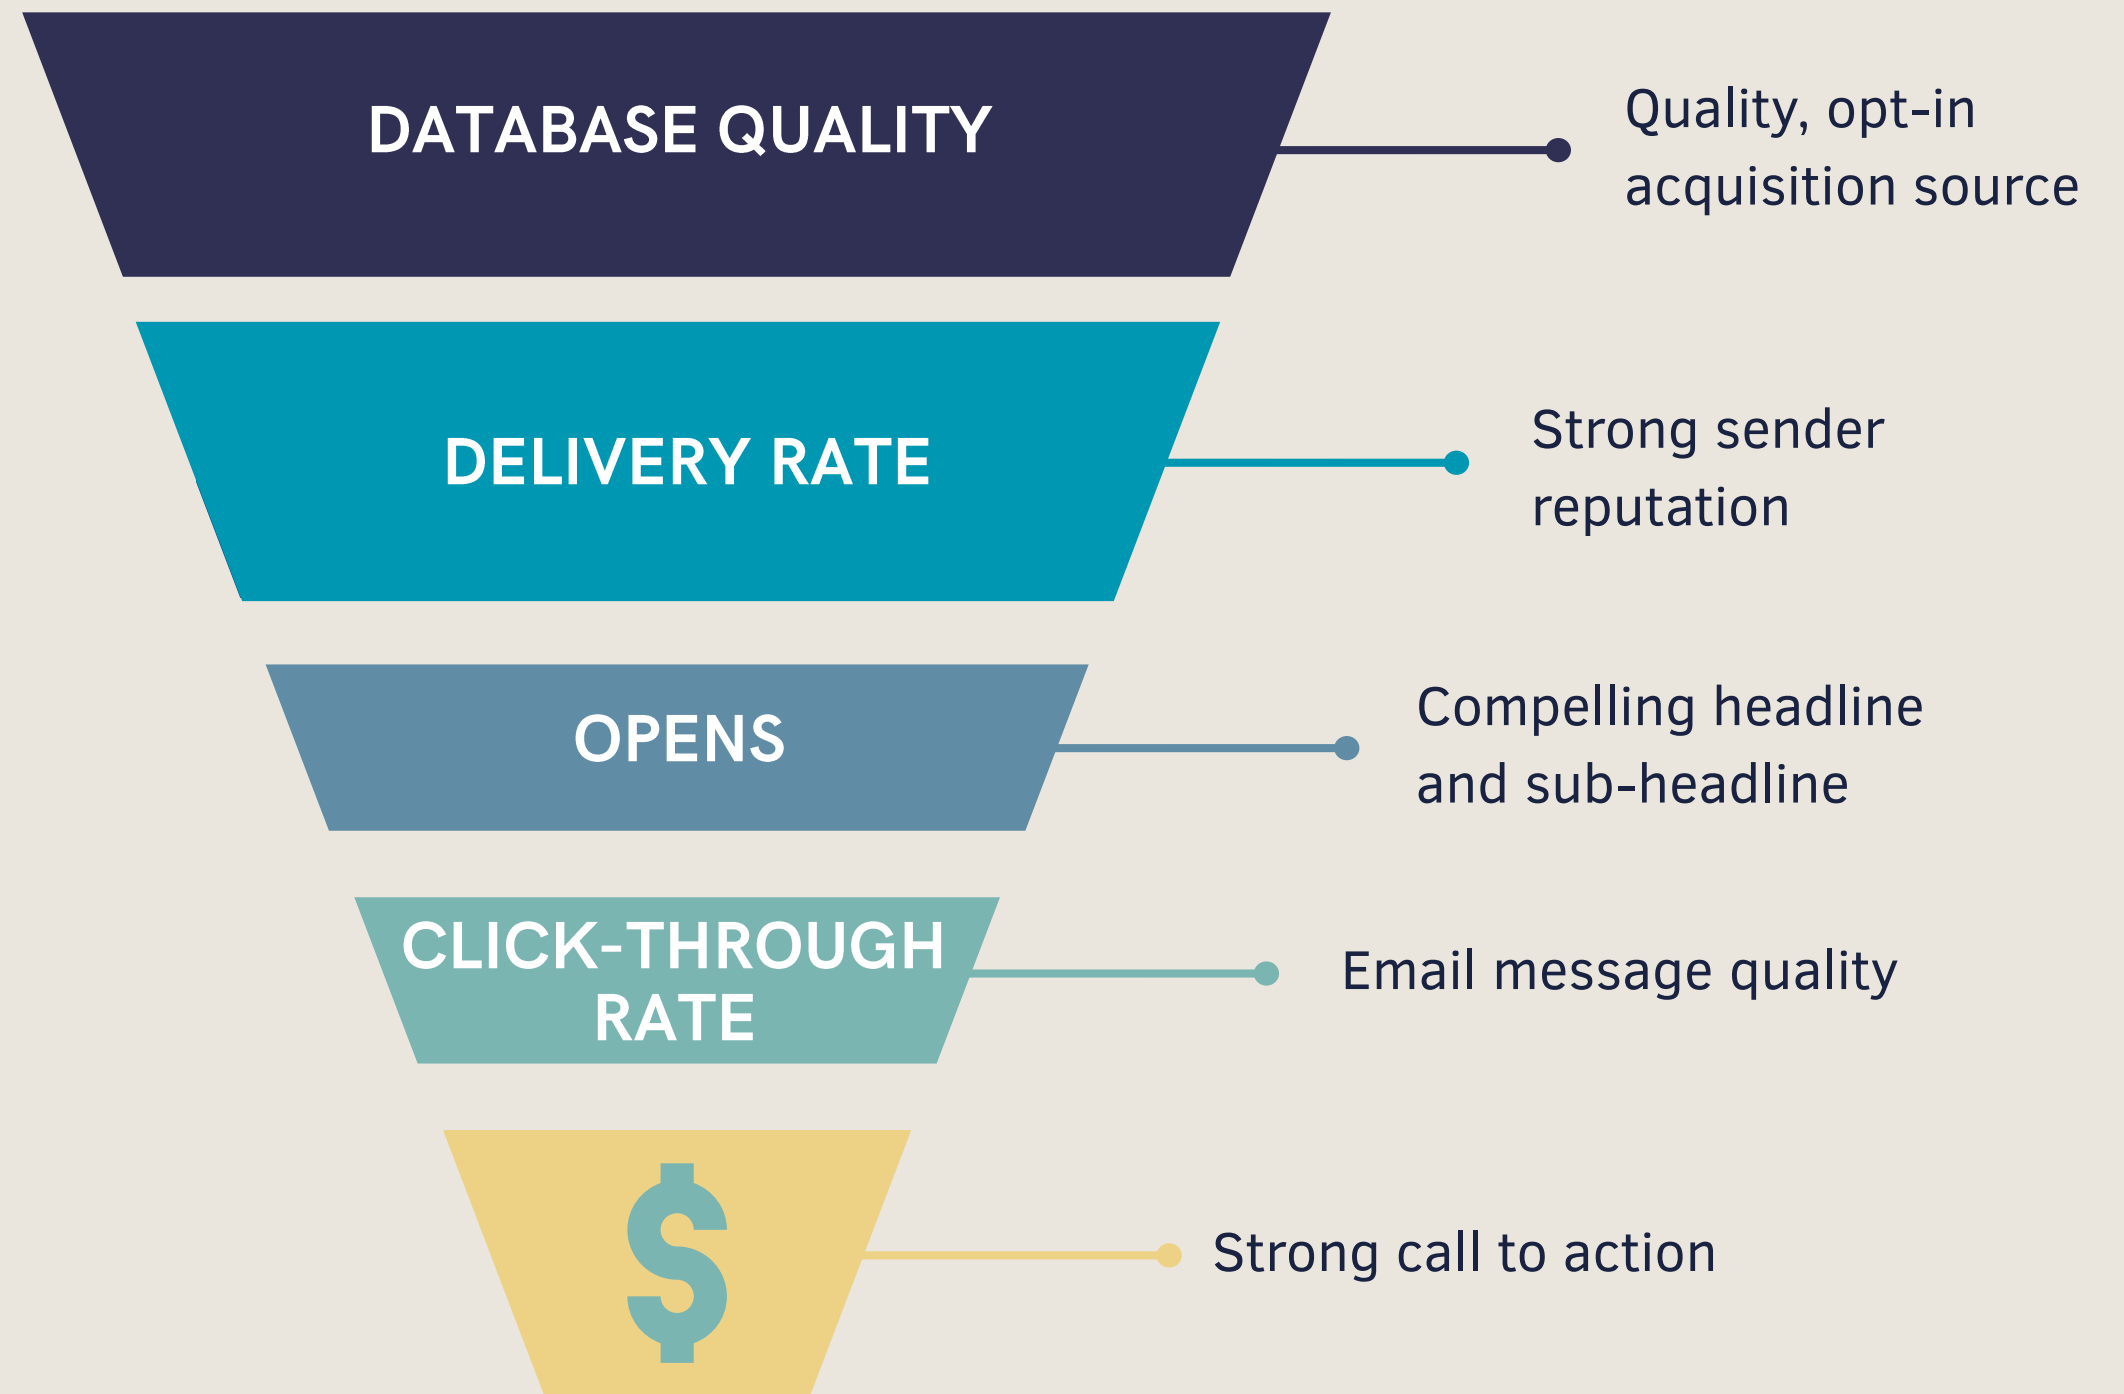 DATABASE QUALITY
Quality, opt-in
acquisition source
DELIVERY RATE
Strong sender
reputation
OPENS
Compelling headline
and sub-headline
CLICK-THROUGH
RATE
Email message quality
$
Strong call to action